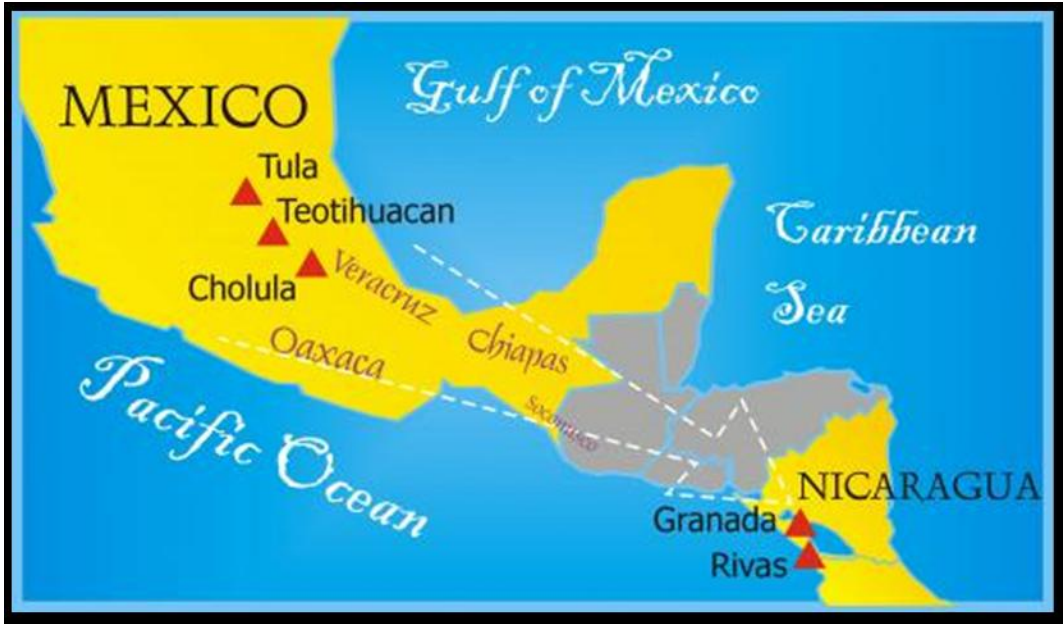 Gulf of Mexico
MEXICO
Tula
Teotihuacan
Cholula
Veracruz
Caribbean
Sea
Oaxaca
Chiapas
Soconusco
Pacific Ocean
NICARAGUA
Granada
Rivas